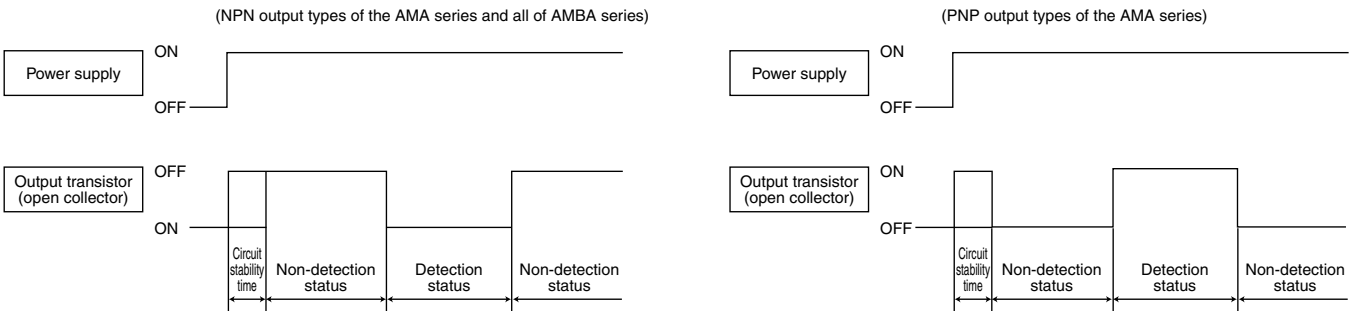 (NPN output types of the AMA series and all of AMBA series)
Power supply
ON
OFF
Output transistor
(open collector)
OFF
ON
Circuit
stability
time
Non-detection
status
Detection
status
Non-detection
status
(PNP output types of the AMA series)
Power supply
ON
OFF
Output transistor
(open collector)
ON
OFF
Circuit
stability
time
Non-detection
status
Detection
status
Non-detection
status